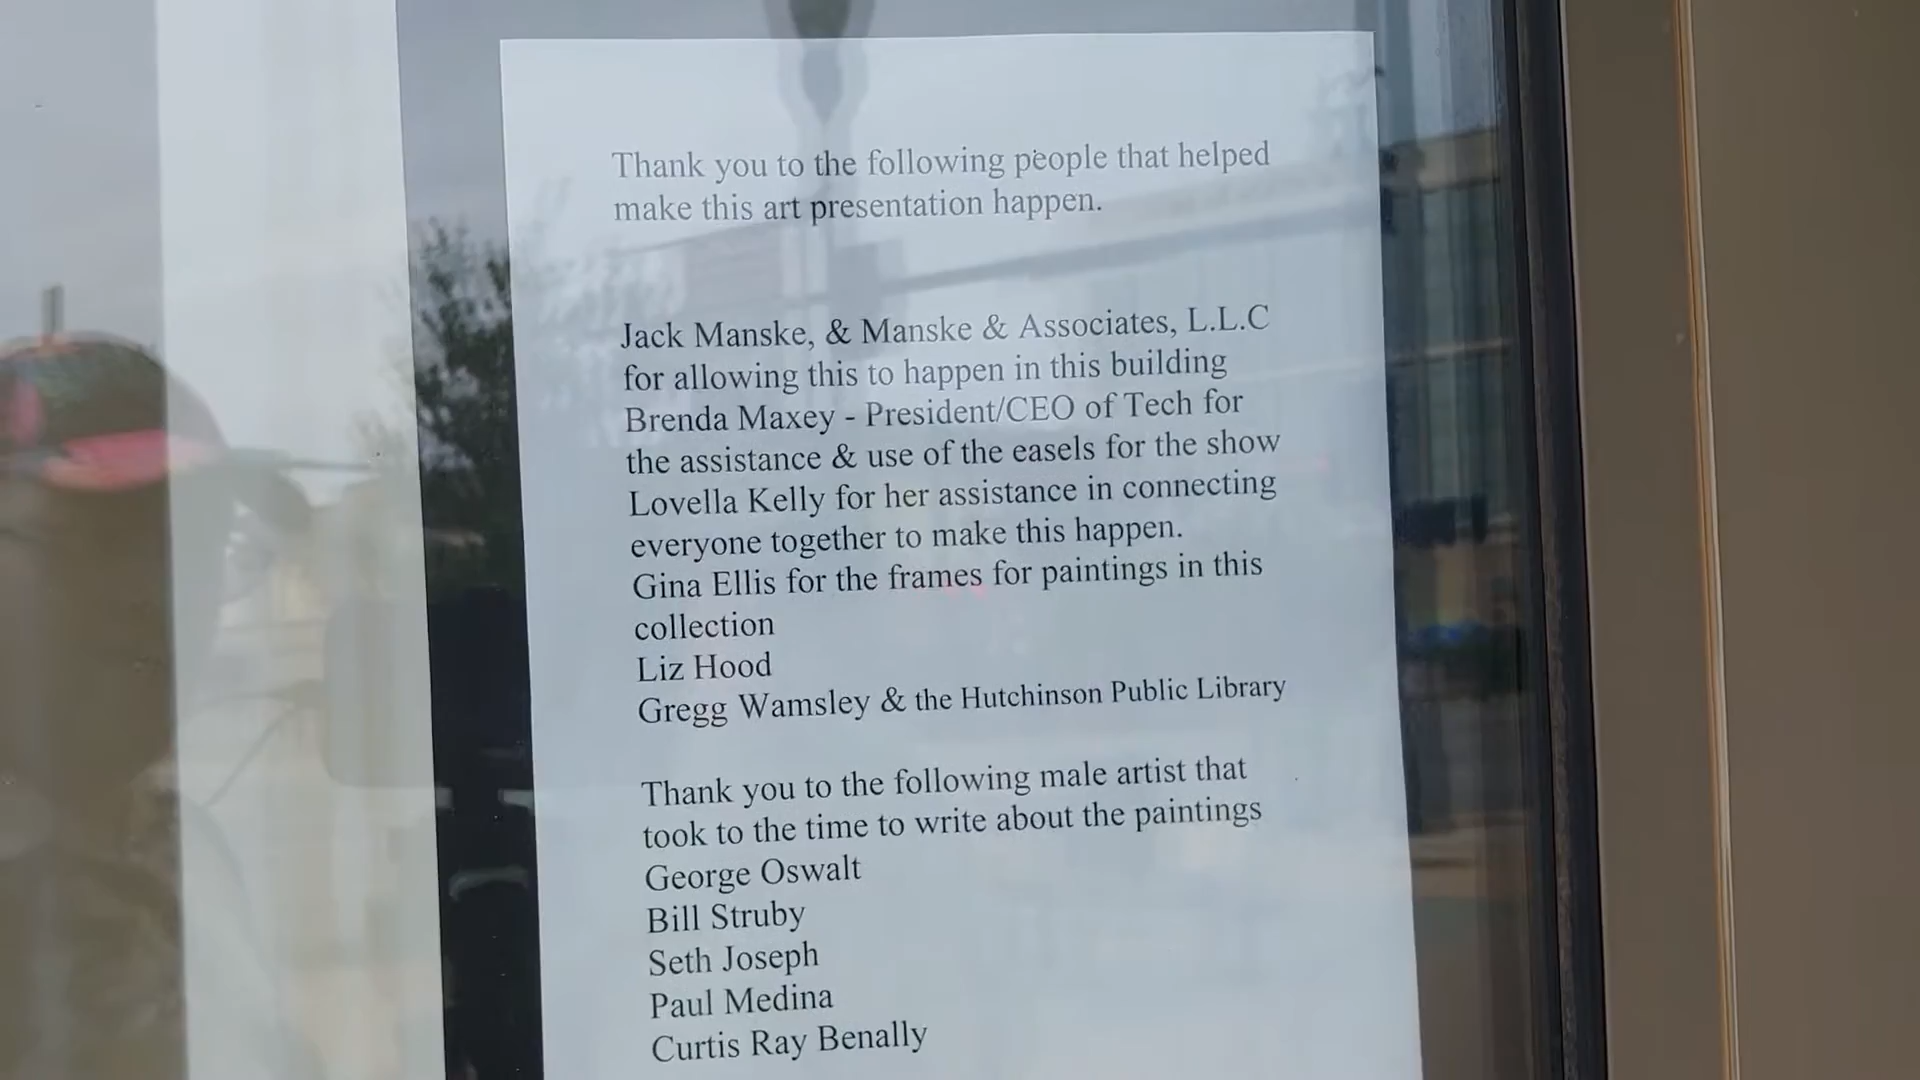 Thank you to the following people that helped
make this art presentation happen.
Jack Manske, & Manske & Associates, L.L.C
for allowing this to happen in this building
Brenda Maxey - President/CEO of Tech for
the assistance & use of the easels for the show
Lovella Kelly for her assistance in connecting
everyone together to make this happen.
Gina Ellis for the frames for paintings in this
collection
Liz Hood
Gregg Wamsley & the Hutchinson Public Library
Thank you to the following male artist that
took to the time to write about the paintings
George Oswalt
Bill Struby
Seth Joseph
Paul Medina
Curtis Ray Benally